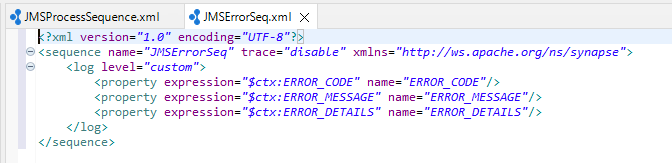 JMSProcessSequence.xml JMSErrorSeq.xml
<?xml version="1.0" encoding="UTF-8"?>
<sequence name="JMSErrorSeq" trace="disable" xmlns="http://ws.apache.org/ns/synapse">
    <log level="custom">
        <property expression="$ctx:ERROR_CODE" name="ERROR_CODE"/>
        <property expression="$ctx:ERROR_MESSAGE" name="ERROR_MESSAGE"/>
        <property expression="$ctx:ERROR_DETAILS" name="ERROR_DETAILS"/>
    </log>
</sequence>